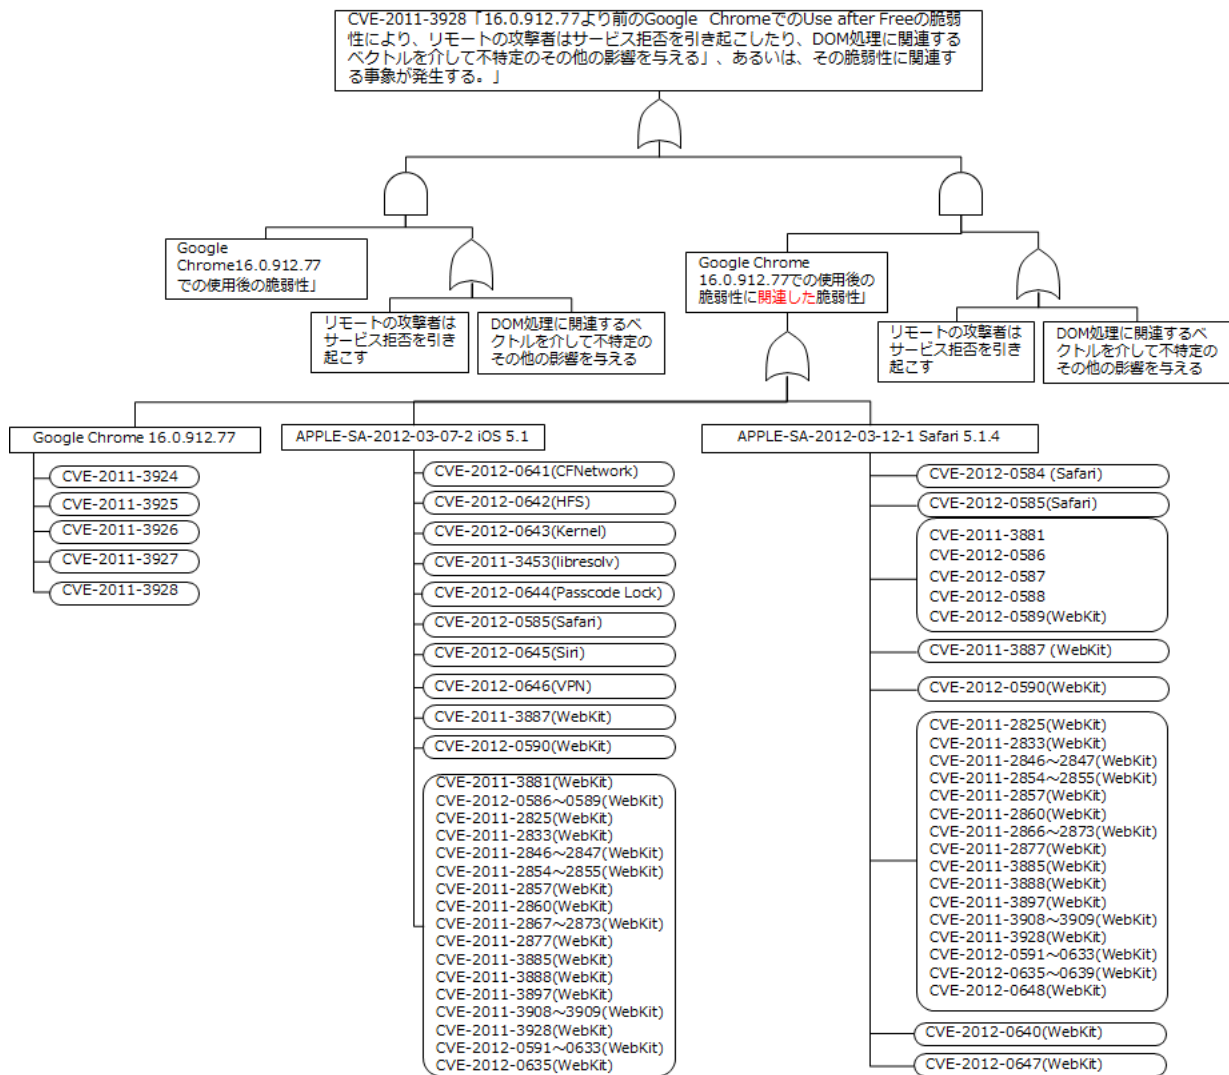 CVE-2011-3928「16.0.912.77より前のGoogle ChromeでのUse after Freeの脆弱
性により、リモートの攻撃者はサービス拒否を引き起こしたり、DOM処理に関連する
ベクトルを介して不特定のその他の影響を与える」、あるいは、その脆弱性に関連
する事象が発生する。」
Google
Chrome16.0.912.77
での使用後の脆弱性」
リモートの攻撃者は
サービス拒否を引き
起こす
DOM処理に関連するベ
クトルを介して不特定の
その他の影響を与える
Google Chrome
16.0.912.77での使用後の
脆弱性に関連した脆弱性」
リモートの攻撃者は
サービス拒否を引き
起こす
DOM処理に関連するベ
クトルを介して不特定の
その他の影響を与える
Google Chrome 16.0.912.77
CVE-2011-3924
CVE-2011-3925
CVE-2011-3926
CVE-2011-3927
CVE-2011-3928
APPLE-SA-2012-03-07-2 iOS 5.1
CVE-2012-0641(CFNetwork)
CVE-2012-0642(HFS)
CVE-2012-0643(Kernel)
CVE-2011-3453(libresolv)
CVE-2012-0644(Passcode Lock)
CVE-2012-0585(Safari)
CVE-2012-0645(Siri)
CVE-2012-0646(VPN)
CVE-2011-3887(WebKit)
CVE-2012-0590(WebKit)
CVE-2011-3881(WebKit)
CVE-2012-0586～0589(WebKit)
CVE-2011-2825(WebKit)
CVE-2011-2833(WebKit)
CVE-2011-2846～2847(WebKit)
CVE-2011-2854～2855(WebKit)
CVE-2011-2857(WebKit)
CVE-2011-2860(WebKit)
CVE-2011-2867～2873(WebKit)
CVE-2011-2877(WebKit)
CVE-2011-3885(WebKit)
CVE-2011-3888(WebKit)
CVE-2011-3897(WebKit)
CVE-2011-3908～3909(WebKit)
CVE-2011-3928(WebKit)
CVE-2012-0591～0633(WebKit)
CVE-2012-0635(WebKit)
APPLE-SA-2012-03-12-1 Safari 5.1.4
CVE-2012-0584 (Safari)
CVE-2012-0585(Safari)
CVE-2011-3881
CVE-2012-0586
CVE-2012-0587
CVE-2012-0588
CVE-2012-0589(WebKit)
CVE-2011-3887 (WebKit)
CVE-2012-0590(WebKit)
CVE-2011-2825(WebKit)
CVE-2011-2833(WebKit)
CVE-2011-2846～2847(WebKit)
CVE-2011-2854～2855(WebKit)
CVE-2011-2857(WebKit)
CVE-2011-2860(WebKit)
CVE-2011-2866～2873(WebKit)
CVE-2011-2877(WebKit)
CVE-2011-3885(WebKit)
CVE-2011-3888(WebKit)
CVE-2011-3897(WebKit)
CVE-2011-3908～3909(WebKit)
CVE-2011-3928(WebKit)
CVE-2012-0591～0633(WebKit)
CVE-2012-0635～0639(WebKit)
CVE-2012-0648(WebKit)
CVE-2012-0640(WebKit)
CVE-2012-0647(WebKit)